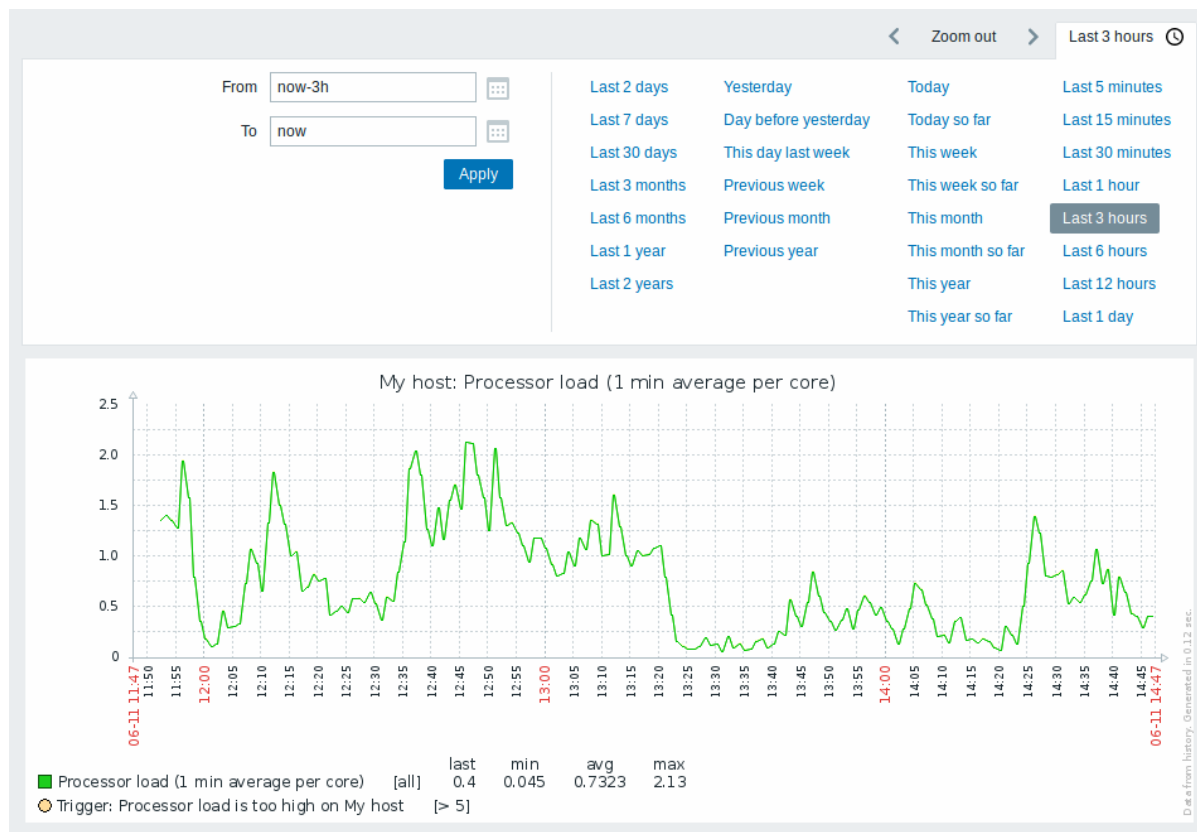 Zoom out Last 3 hours
From now-3h
To now
Apply
Last 2 days Yesterday Today Last 5 minutes
Last 7 days Day before yesterday Today so far Last 15 minutes
Last 30 days This day last week This week Last 30 minutes
Last 3 months Previous week This week so far Last 1 hour
Last 6 months Previous month This month Last 3 hours
Last 1 year Previous year This month so far Last 6 hours
Last 2 years This year Last 12 hours
This year so far Last 1 day
My host: Processor load (1 min average per core)
2.5
2.0
1.5
1.0
0.5
0
06-11 11:47 11:50 11:55 12:00 12:05 12:10 12:15 12:20 12:25 12:30 12:35 12:40 12:45 12:50 12:55 13:00 13:05 13:10 13:15 13:20 13:25 13:30 13:35 13:40 13:45 13:50 13:55 14:00 14:05 14:10 14:15 14:20 14:25 14:30 14:35 14:40 14:45 06-11 14:47
last min avg max
Processor load (1 min average per core) [all] 0.4 0.045 0.7323 2.13
Trigger: Processor load is too high on My host [> 5]
Data from history. Generated in 0.12 sec.